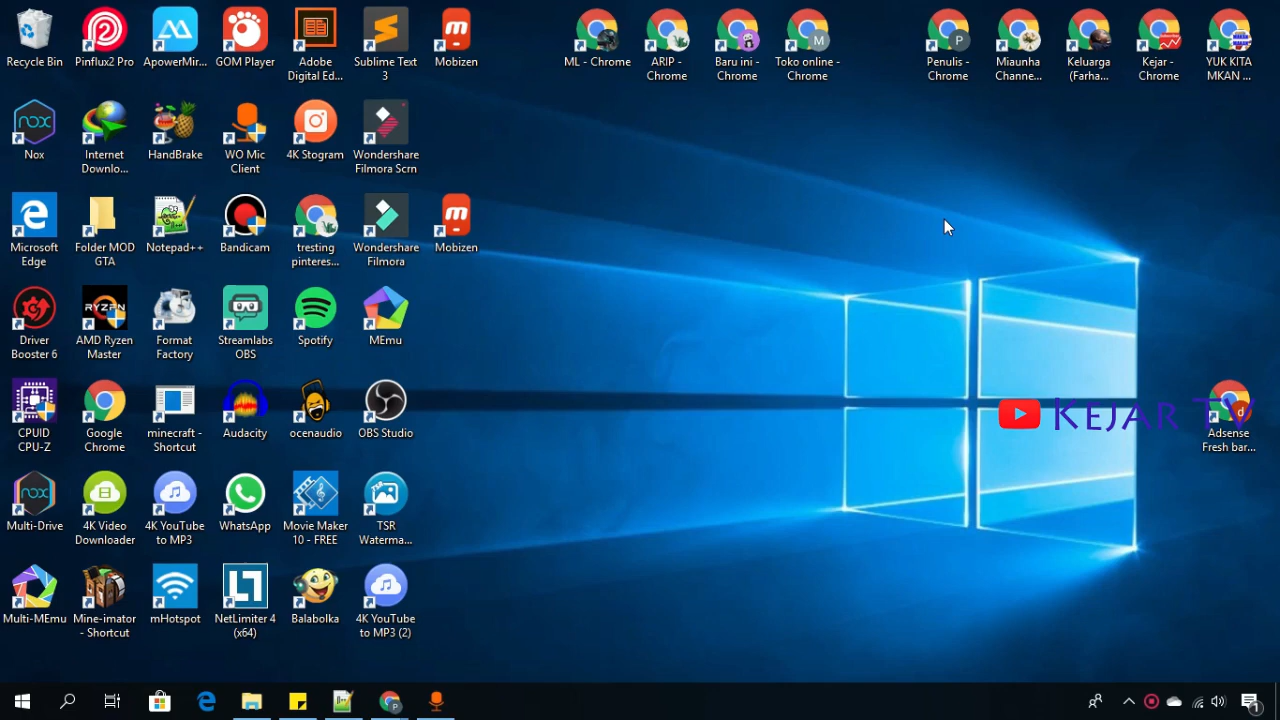 Recycle Bin
Pinflux2 Pro
ApowerMir...
GOM Player
Adobe
Digital Ed...
Sublime Text
3
Mobizen
ML - Chrome
ARIP -
Chrome
Baru ini -
Chrome
Toko online -
Chrome
Penulis -
Chrome
Miaunha
Channe...
Keluarga
(Farha...
Kejar -
Chrome
YUK KITA
MKAN ...
Nox
Internet
Downlo...
HandBrake
WO Mic
Client
4K Stogram
Wondershare
Filmora Scrn
Microsoft
Edge
Folder MOD
GTA
Notepad++
Bandicam
tresting
pinteres...
Wondershare
Filmora
Mobizen
Driver
Booster 6
RYZEN
AMD Ryzen
Master
Format
Factory
Streamlabs
OBS
Spotify
MEmu
CPUID
CPU-Z
Google
Chrome
minecraft -
Shortcut
Audacity
ocenaudio
OBS Studio
KEJAR TV
Adsense
Fresh bar...
Multi-Drive
4K Video
Downloader
4K YouTube
to MP3
WhatsApp
Movie Maker
10 - FREE
TSR
Waterma...
Multi-MEmu
Mine-imator
- Shortcut
mHotspot
NetLimiter 4
(x64)
Balabolka
4K YouTube
to MP3 (2)